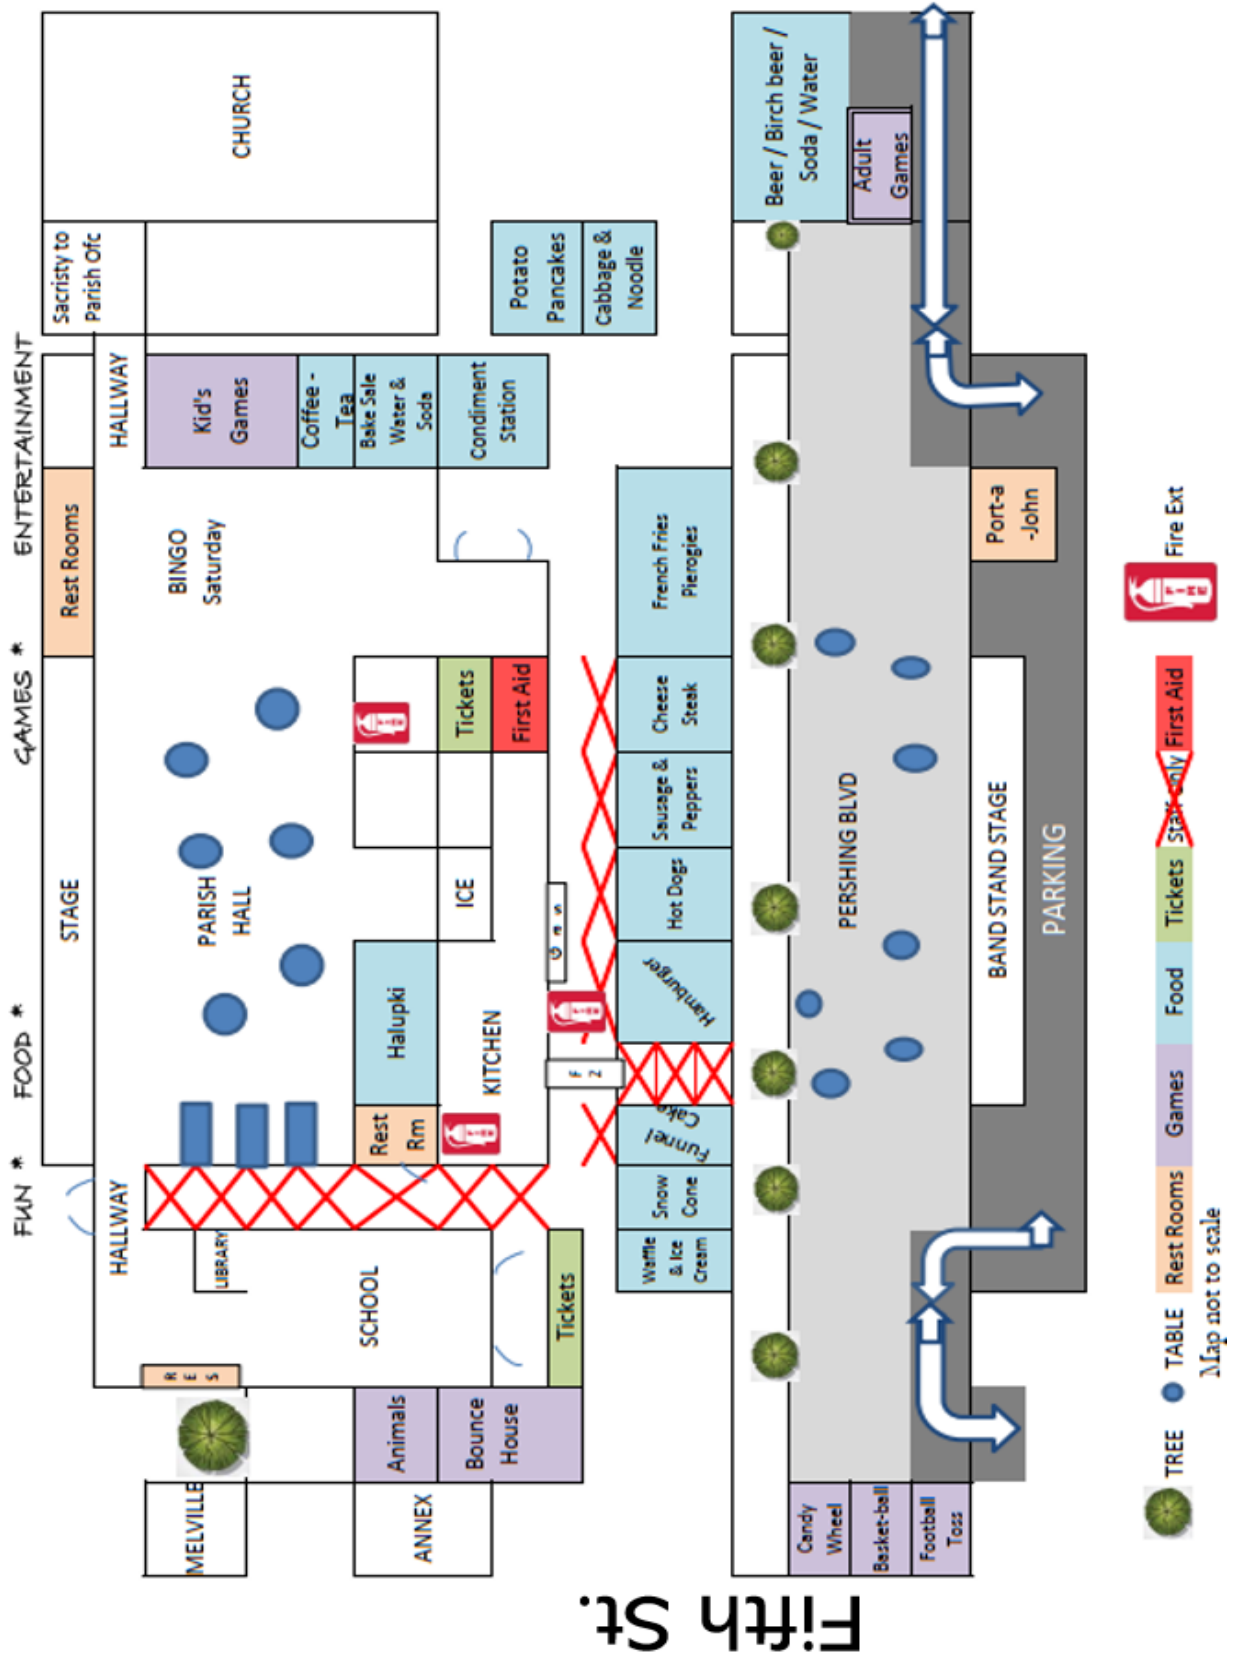 FUN * FOOD * GAMES * ENTERTAINMENT
STAGE
Rest Rooms
Sacristy to
Parish Ofc
CHURCH
HALLWAY
HALLWAY
LIBRARY
PARISH
HALL
BINGO
Saturday
Kid's
Games
Coffee -
Tea
Bake Sale
Water &
Soda
Condiment
Station
Potato
Pancakes
Cabbage &
Noodle
MELVILLE
R E S
SCHOOL
Rest
Rm
Halupki
ICE
KITCHEN
FIRE
FIRE
FIRE
Tickets
First Aid
ANNEX
Animals
Bounce
House
Tickets
F Z
G E S
Waffle
& Ice
Cream
Snow
Cone
Funnel
Cake
Hamburger
Hot Dogs
Sausage &
Peppers
Cheese
Steak
French Fries
Pierogies
Beer / Birch beer /
Soda / Water
Adult
Games
Candy
Wheel
Basket-ball
Football
Toss
PERSHING BLVD
BAND STAND STAGE
PARKING
Port-a
-John
TREE
TABLE
Rest Rooms
Games
Food
Tickets
Staff only
First Aid
FIRE
Fire Ext
Map not to scale
Fifth St.